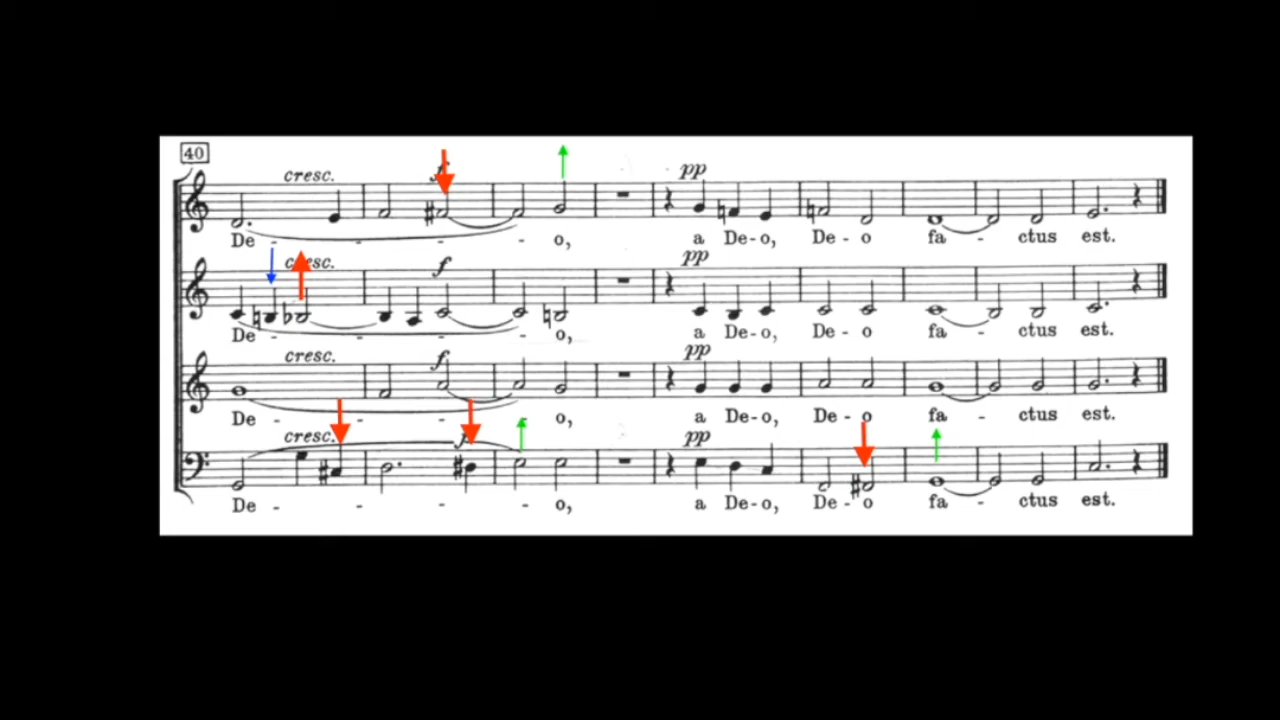 40
cresc. f pp
De - - - - o, a De-o, De - o fa - ctus est.
cresc. f pp
De - - - - o, a De-o, De - o fa - ctus est.
cresc. f pp
De - - - - o, a De-o, De - o fa - ctus est.
cresc. f pp
De - - - - o, a De-o, De - o fa - ctus est.